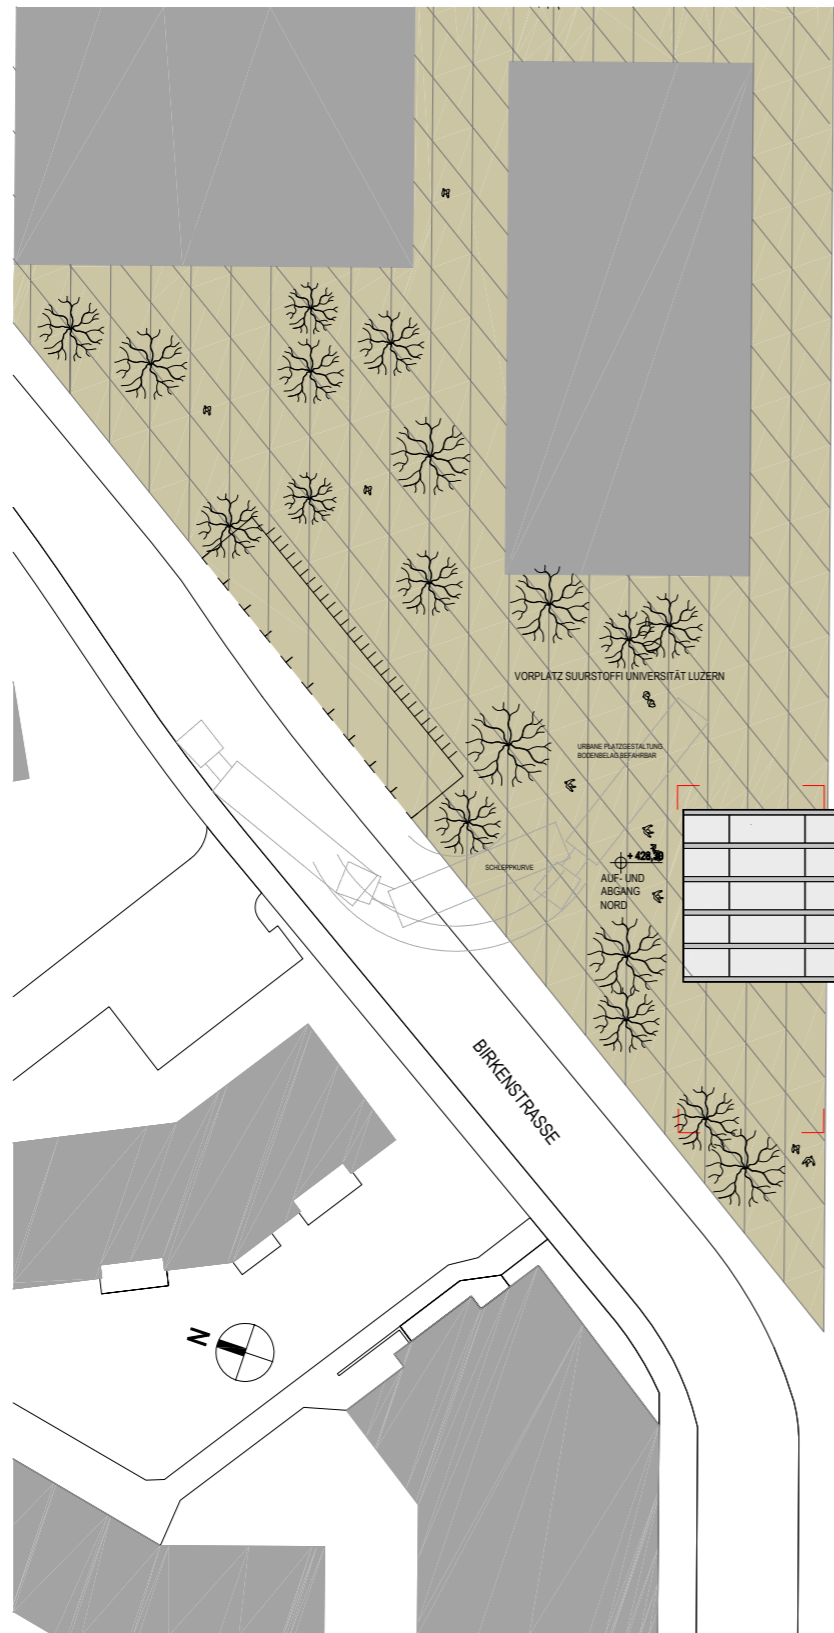 VORPLATZ SUURSTOFFI UNIVERSITÄT LUZERN
URBANE PLATZGESTALTUNG
BODENBELAG BEFAHRBAR
SCHLEPPKURVE
AUF- UND
ABGANG
NORD
BIRKENSTRASSE
N